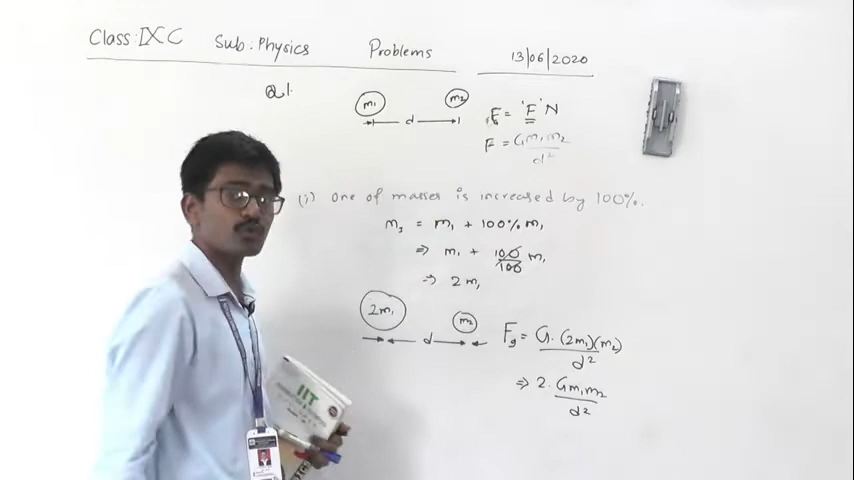 Class: IX C Sub: Physics Problems 13/06/2020
Q1.
m₁ m₂
d
F = 'F' N
F = Gm₁m₂/d²
(i) One of masses is increased by 100%.
m₃ = m₁ + 100% m₁
⇒ m₁ + 100/100 m₁
⇒ 2m₁
2m₁ m₂
d
Fg = G.(2m₁)(m₂)/d²
⇒ 2. Gm₁m₂/d²
IIT